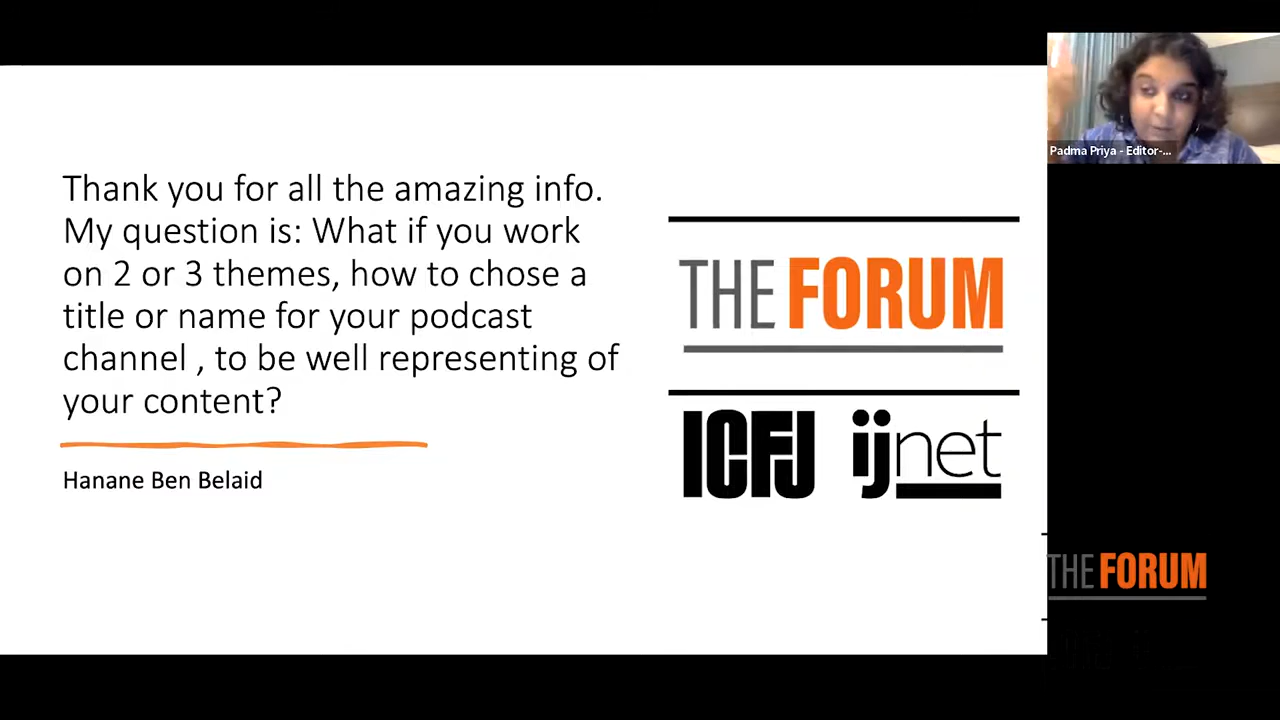 Thank you for all the amazing info.
My question is: What if you work
on 2 or 3 themes, how to chose a
title or name for your podcast
channel , to be well representing of
your content?
Hanane Ben Belaid
THE FORUM
ICFJ ijnet
Padma Priya - Editor-...
THE FORUM